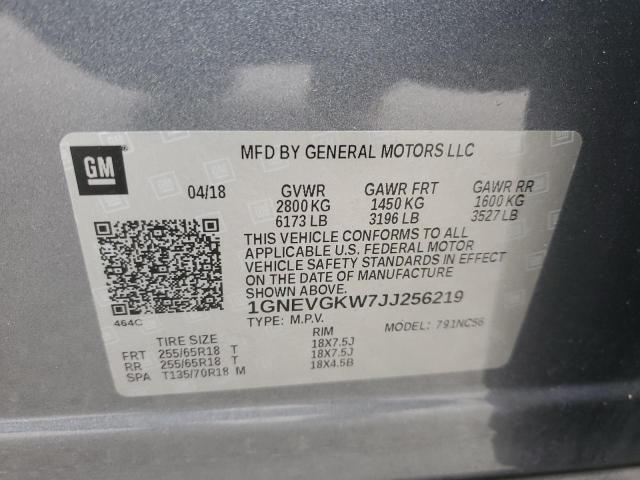 GM
MFD BY GENERAL MOTORS LLC
04/18 GVWR GAWR FRT GAWR RR
2800 KG 1450 KG 1600 KG
6173 LB 3196 LB 3527 LB
THIS VEHICLE CONFORMS TO ALL
APPLICABLE U.S. FEDERAL MOTOR
VEHICLE SAFETY STANDARDS IN EFFECT
ON THE DATE OF MANUFACTURE
SHOWN ABOVE.
1GNEVGKW7JJ256219
464C
TYPE: M.P.V. MODEL: 791NC56
TIRE SIZE RIM
FRT 255/65R18 T 18X7.5J
RR 255/65R18 T 18X7.5J
SPA T135/70R18 M 18X4.5B